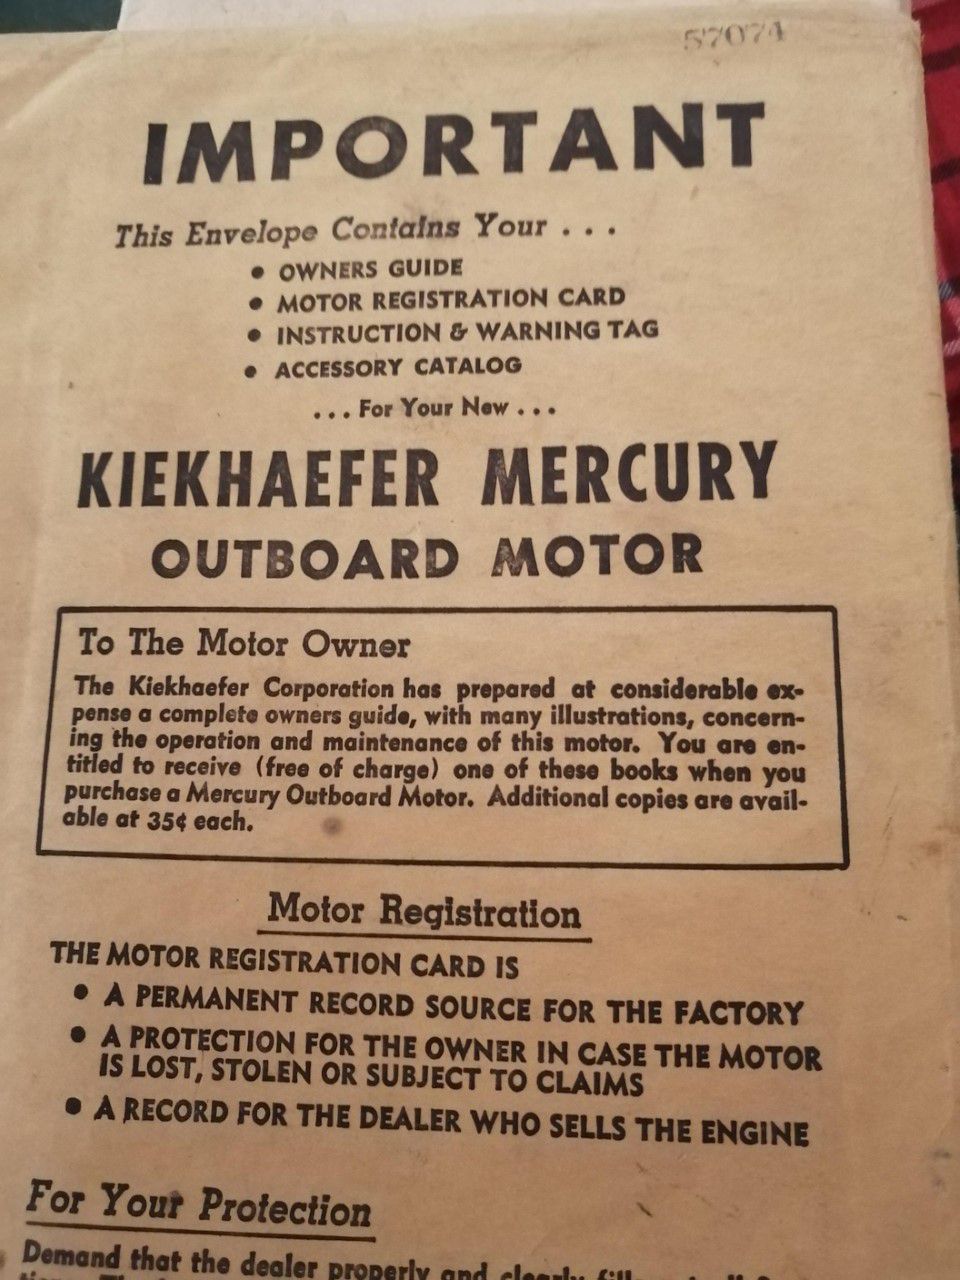 57074
IMPORTANT
This Envelope Contains Your . . .
• OWNERS GUIDE
• MOTOR REGISTRATION CARD
• INSTRUCTION & WARNING TAG
• ACCESSORY CATALOG
. . . For Your New . . .
KIEKHAEFER MERCURY
OUTBOARD MOTOR
To The Motor Owner
The Kiekhaefer Corporation has prepared at considerable ex-
pense a complete owners guide, with many illustrations, concern-
ing the operation and maintenance of this motor. You are en-
titled to receive (free of charge) one of these books when you
purchase a Mercury Outboard Motor. Additional copies are avail-
able at 35¢ each.
Motor Registration
THE MOTOR REGISTRATION CARD IS
• A PERMANENT RECORD SOURCE FOR THE FACTORY
• A PROTECTION FOR THE OWNER IN CASE THE MOTOR
IS LOST, STOLEN OR SUBJECT TO CLAIMS
• A RECORD FOR THE DEALER WHO SELLS THE ENGINE
For Your Protection
Demand that the dealer properly and clearly